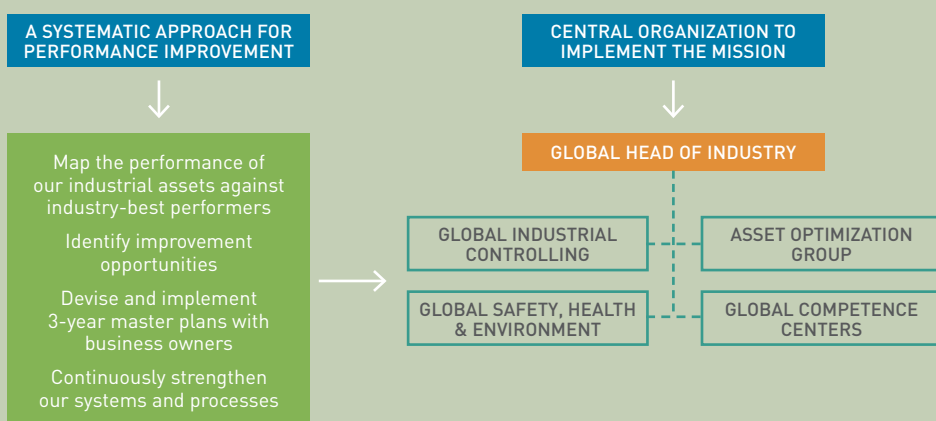 A SYSTEMATIC APPROACH FOR
PERFORMANCE IMPROVEMENT
Map the performance of
our industrial assets against
industry-best performers
Identify improvement
opportunities
Devise and implement
3-year master plans with
business owners
Continuously strengthen
our systems and processes
CENTRAL ORGANIZATION TO
IMPLEMENT THE MISSION
GLOBAL HEAD OF INDUSTRY
GLOBAL INDUSTRIAL
CONTROLLING
ASSET OPTIMIZATION
GROUP
GLOBAL SAFETY, HEALTH
& ENVIRONMENT
GLOBAL COMPETENCE
CENTERS